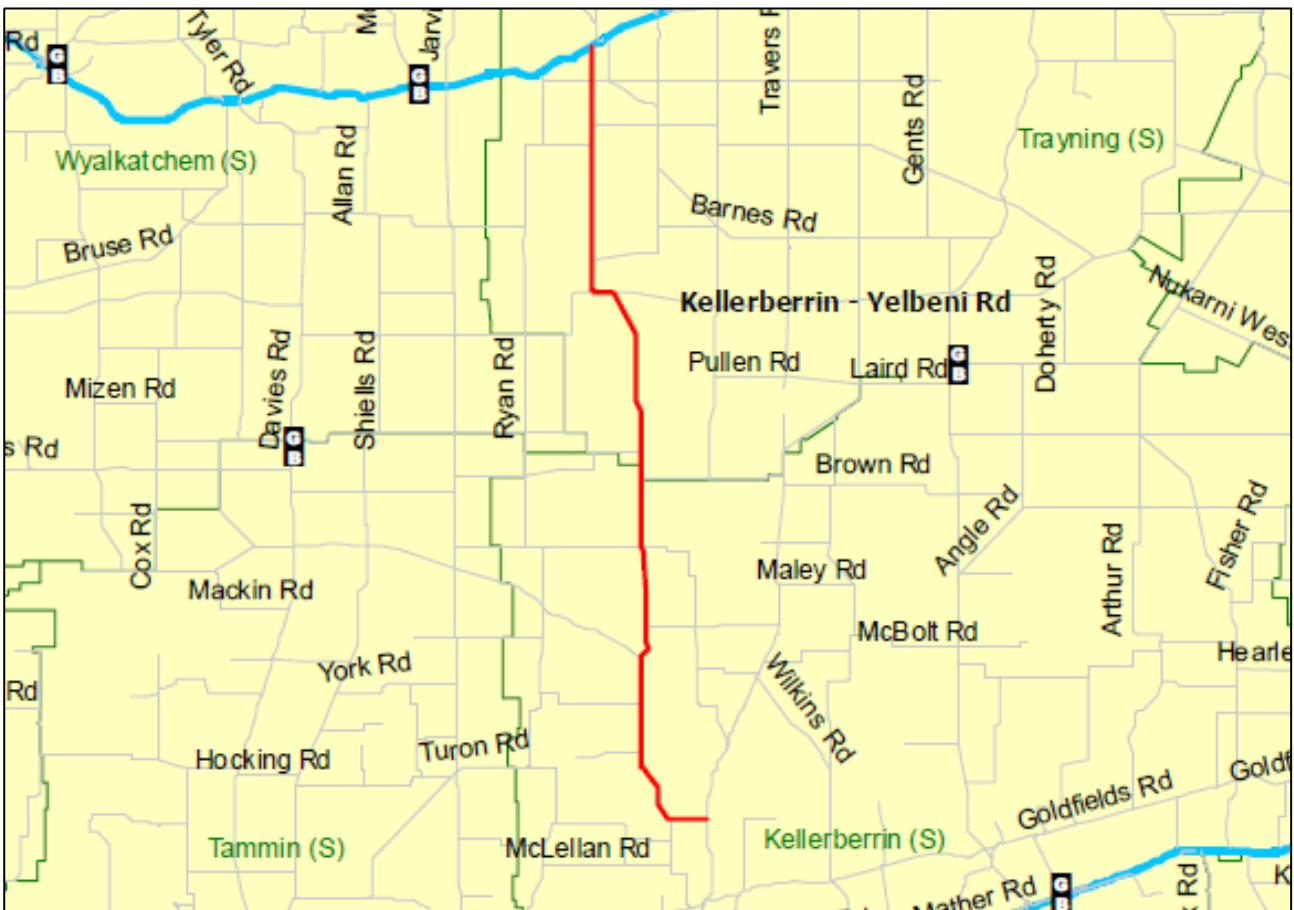 Rd
G
B
Tyler Rd
G
B
Travers R
Gents Rd
Trayning (S)
Wyalkatchem (S)
Allan Rd
Barnes Rd
Bruse Rd
Kellerberrin - Yelbeni Rd
Doherty Rd
Nukarni Wes
Mizen Rd
Davies Rd
Shiells Rd
Ryan Rd
Pullen Rd
Laird Rd
G
B
s Rd
G
B
Brown Rd
Cox Rd
Angle Rd
Arthur Rd
Fisher Rd
Mackin Rd
Maley Rd
McBolt Rd
York Rd
Wilkins Rd
Hearle
Rd
Hocking Rd
Turon Rd
Goldfields Rd
Goldf
Tammin (S)
McLellan Rd
Kellerberrin (S)
G
B
Mather Rd
Rd
K